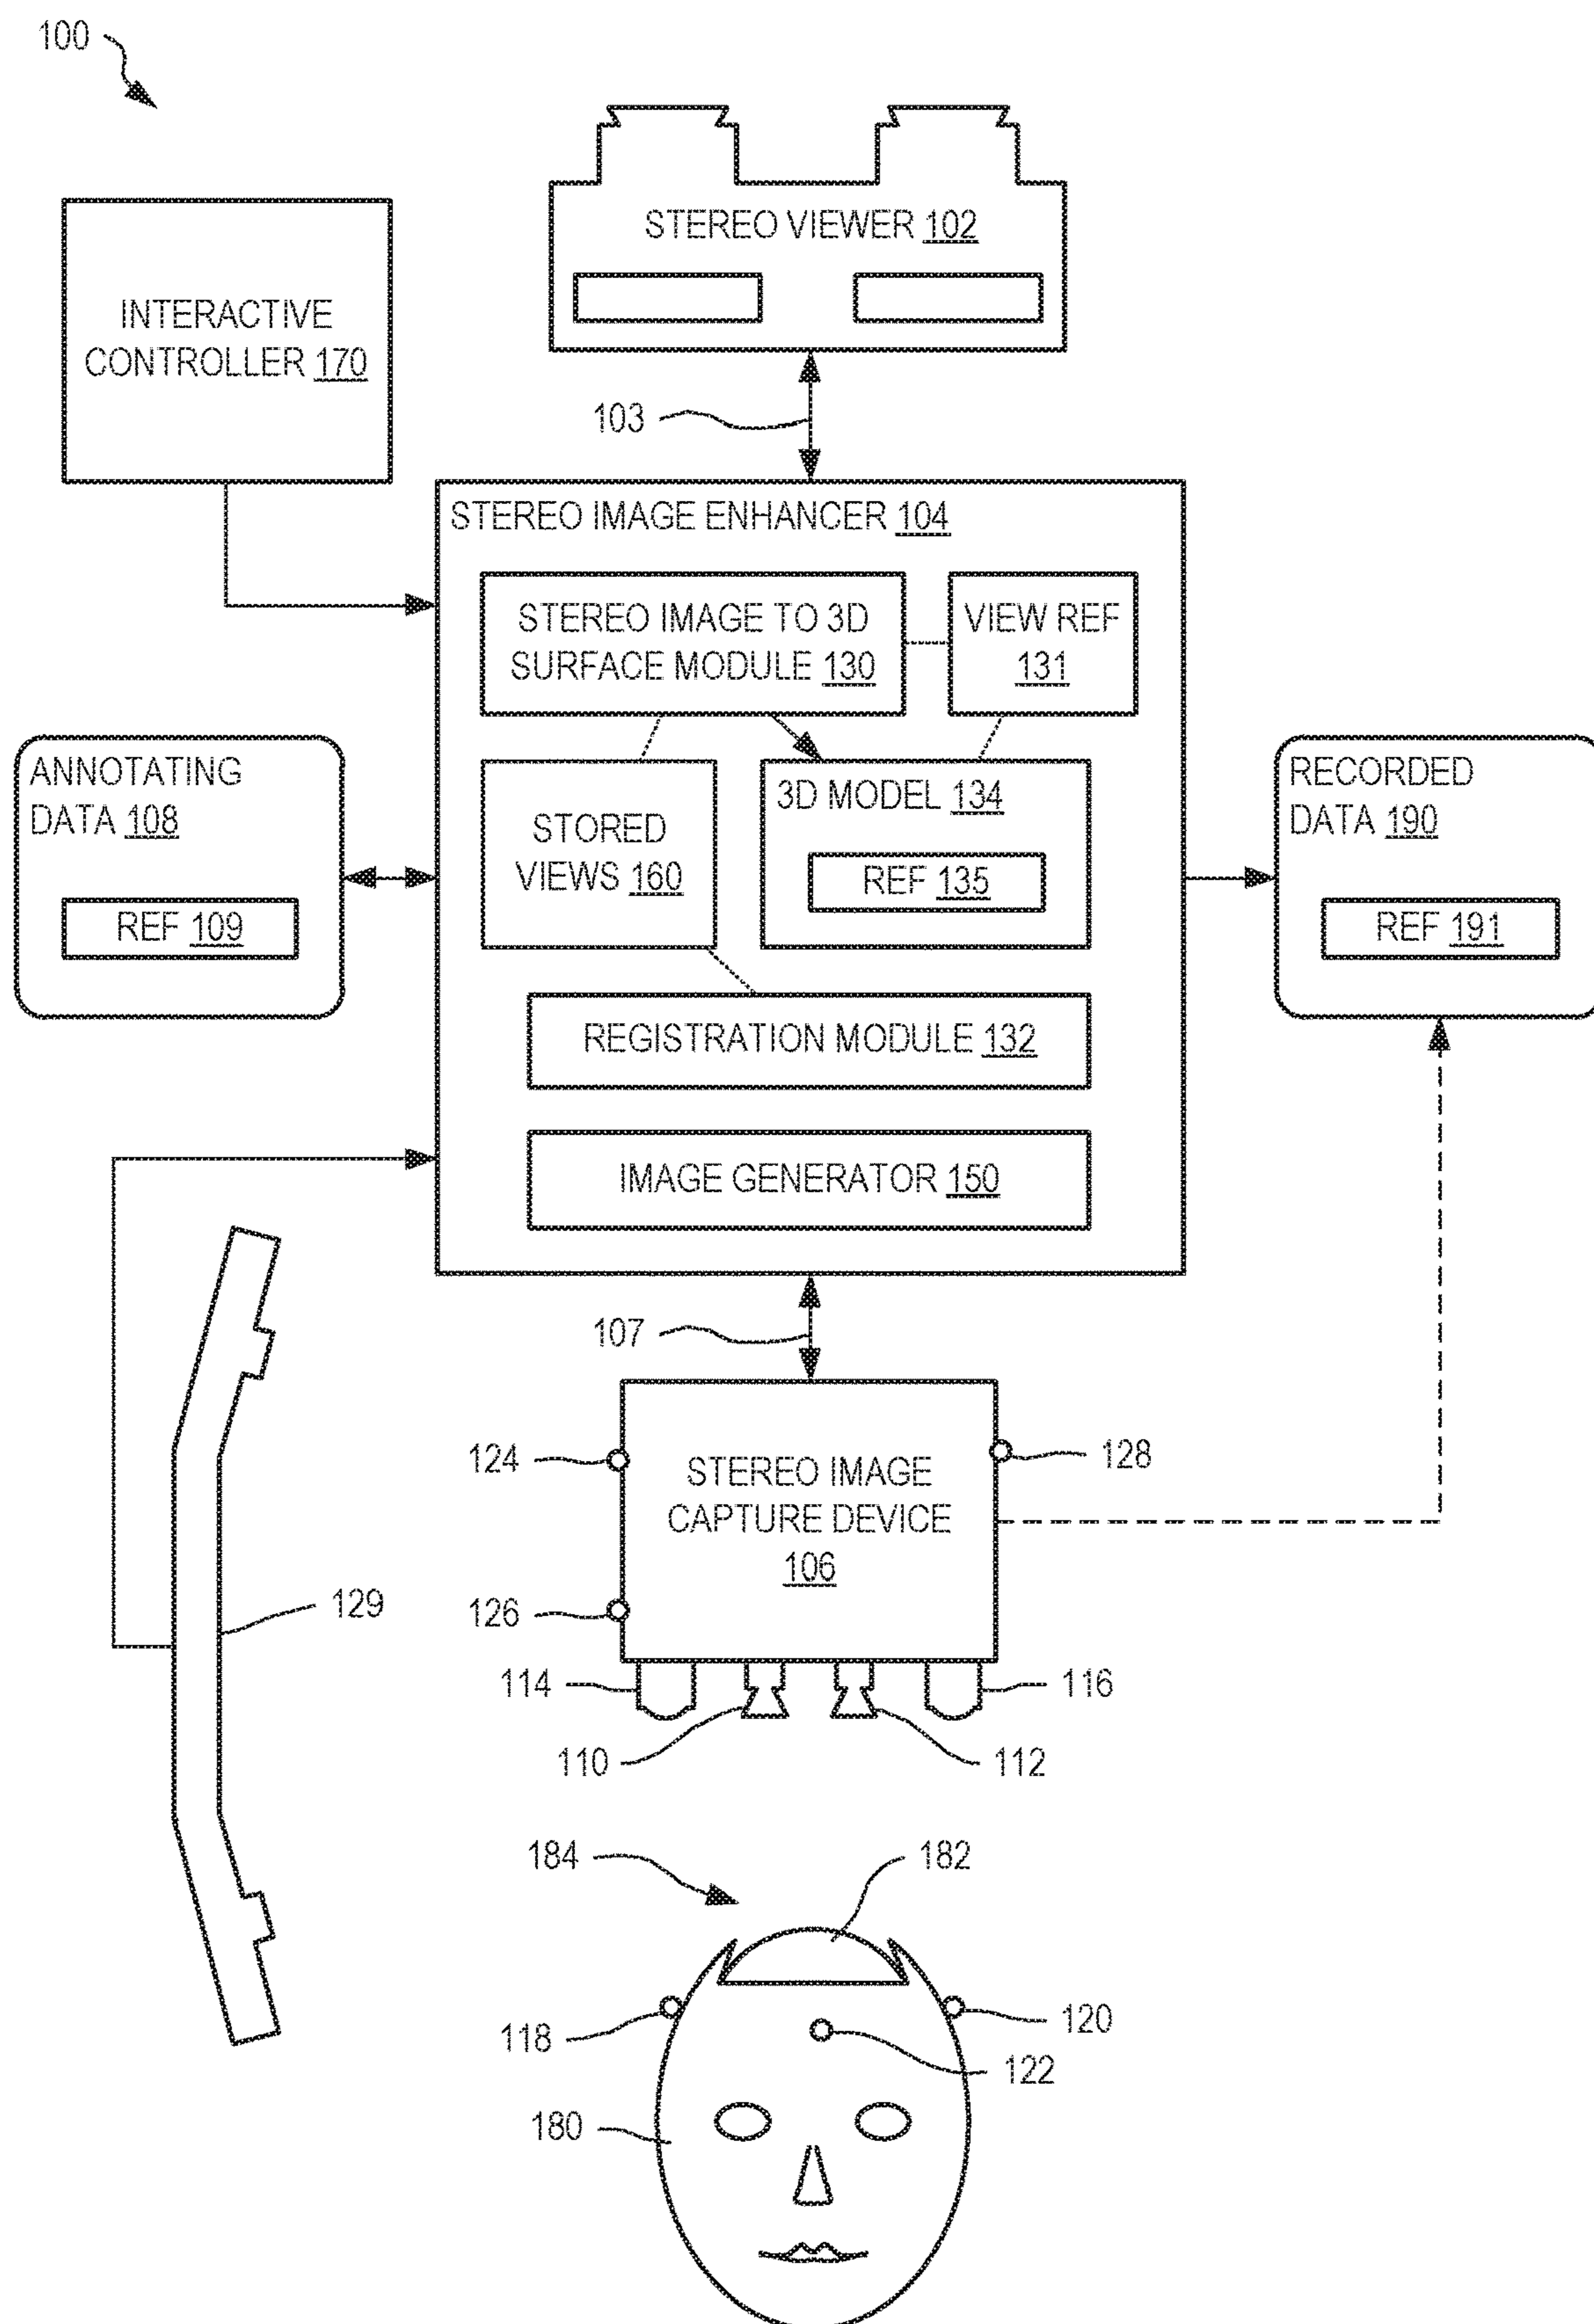 100
STEREO VIEWER 102
INTERACTIVE
CONTROLLER 170
103
STEREO IMAGE ENHANCER 104
STEREO IMAGE TO 3D
SURFACE MODULE 130
VIEW REF
131
ANNOTATING
DATA 108
REF 109
STORED
VIEWS 160
3D MODEL 134
REF 135
RECORDED
DATA 190
REF 191
REGISTRATION MODULE 132
IMAGE GENERATOR 150
107
124
STEREO IMAGE
CAPTURE DEVICE
106
128
129
126
114
116
110
112
184
182
118
120
122
180